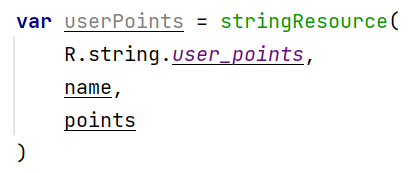 var userPoints = stringResource(
R.string.user_points,
name,
points
)